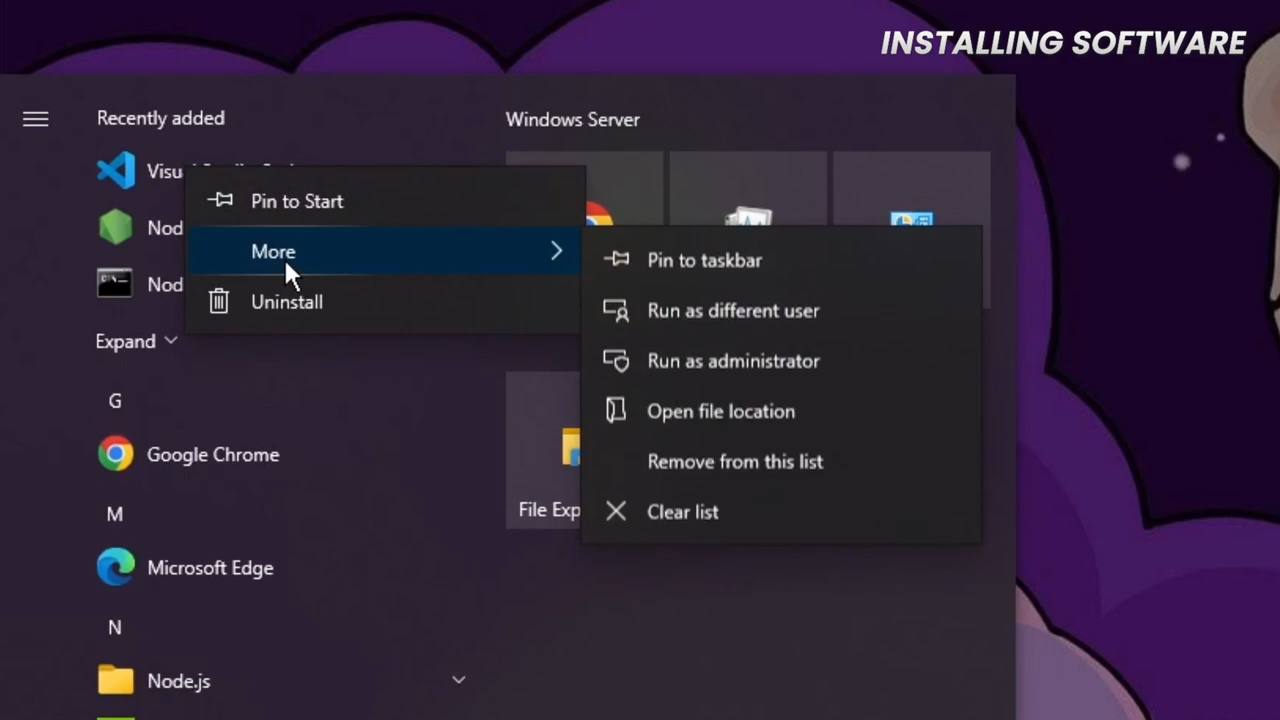 INSTALLING SOFTWARE
Recently added
Windows Server
Pin to Start
More
Uninstall
Pin to taskbar
Run as different user
Run as administrator
Open file location
Remove from this list
Clear list
Expand
G
Google Chrome
M
Microsoft Edge
N
Node.js